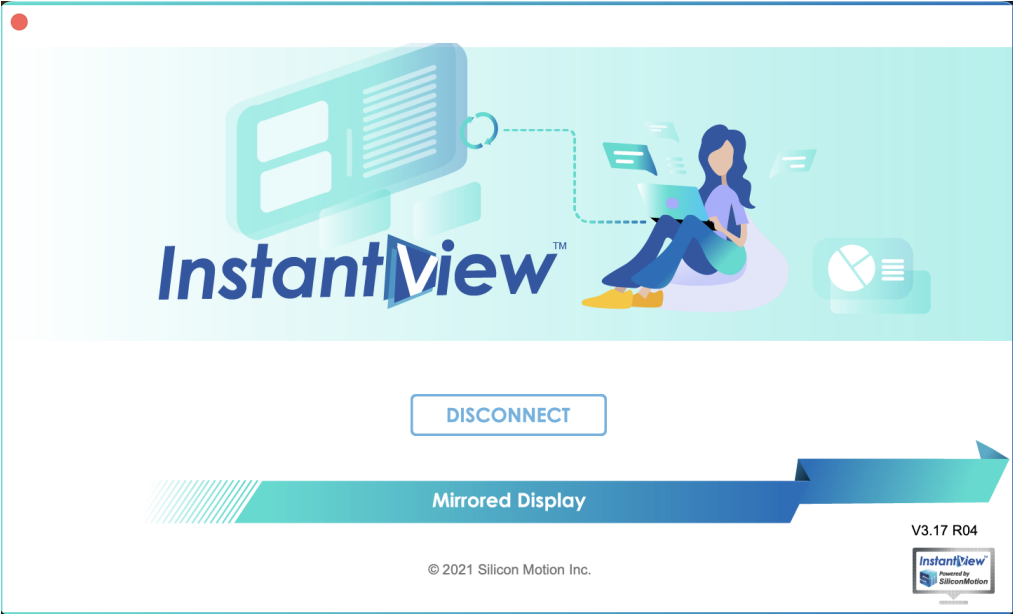 InstantView™
DISCONNECT
Mirrored Display
V3.17 R04
InstantView™
Powered by
SiliconMotion
© 2021 Silicon Motion Inc.